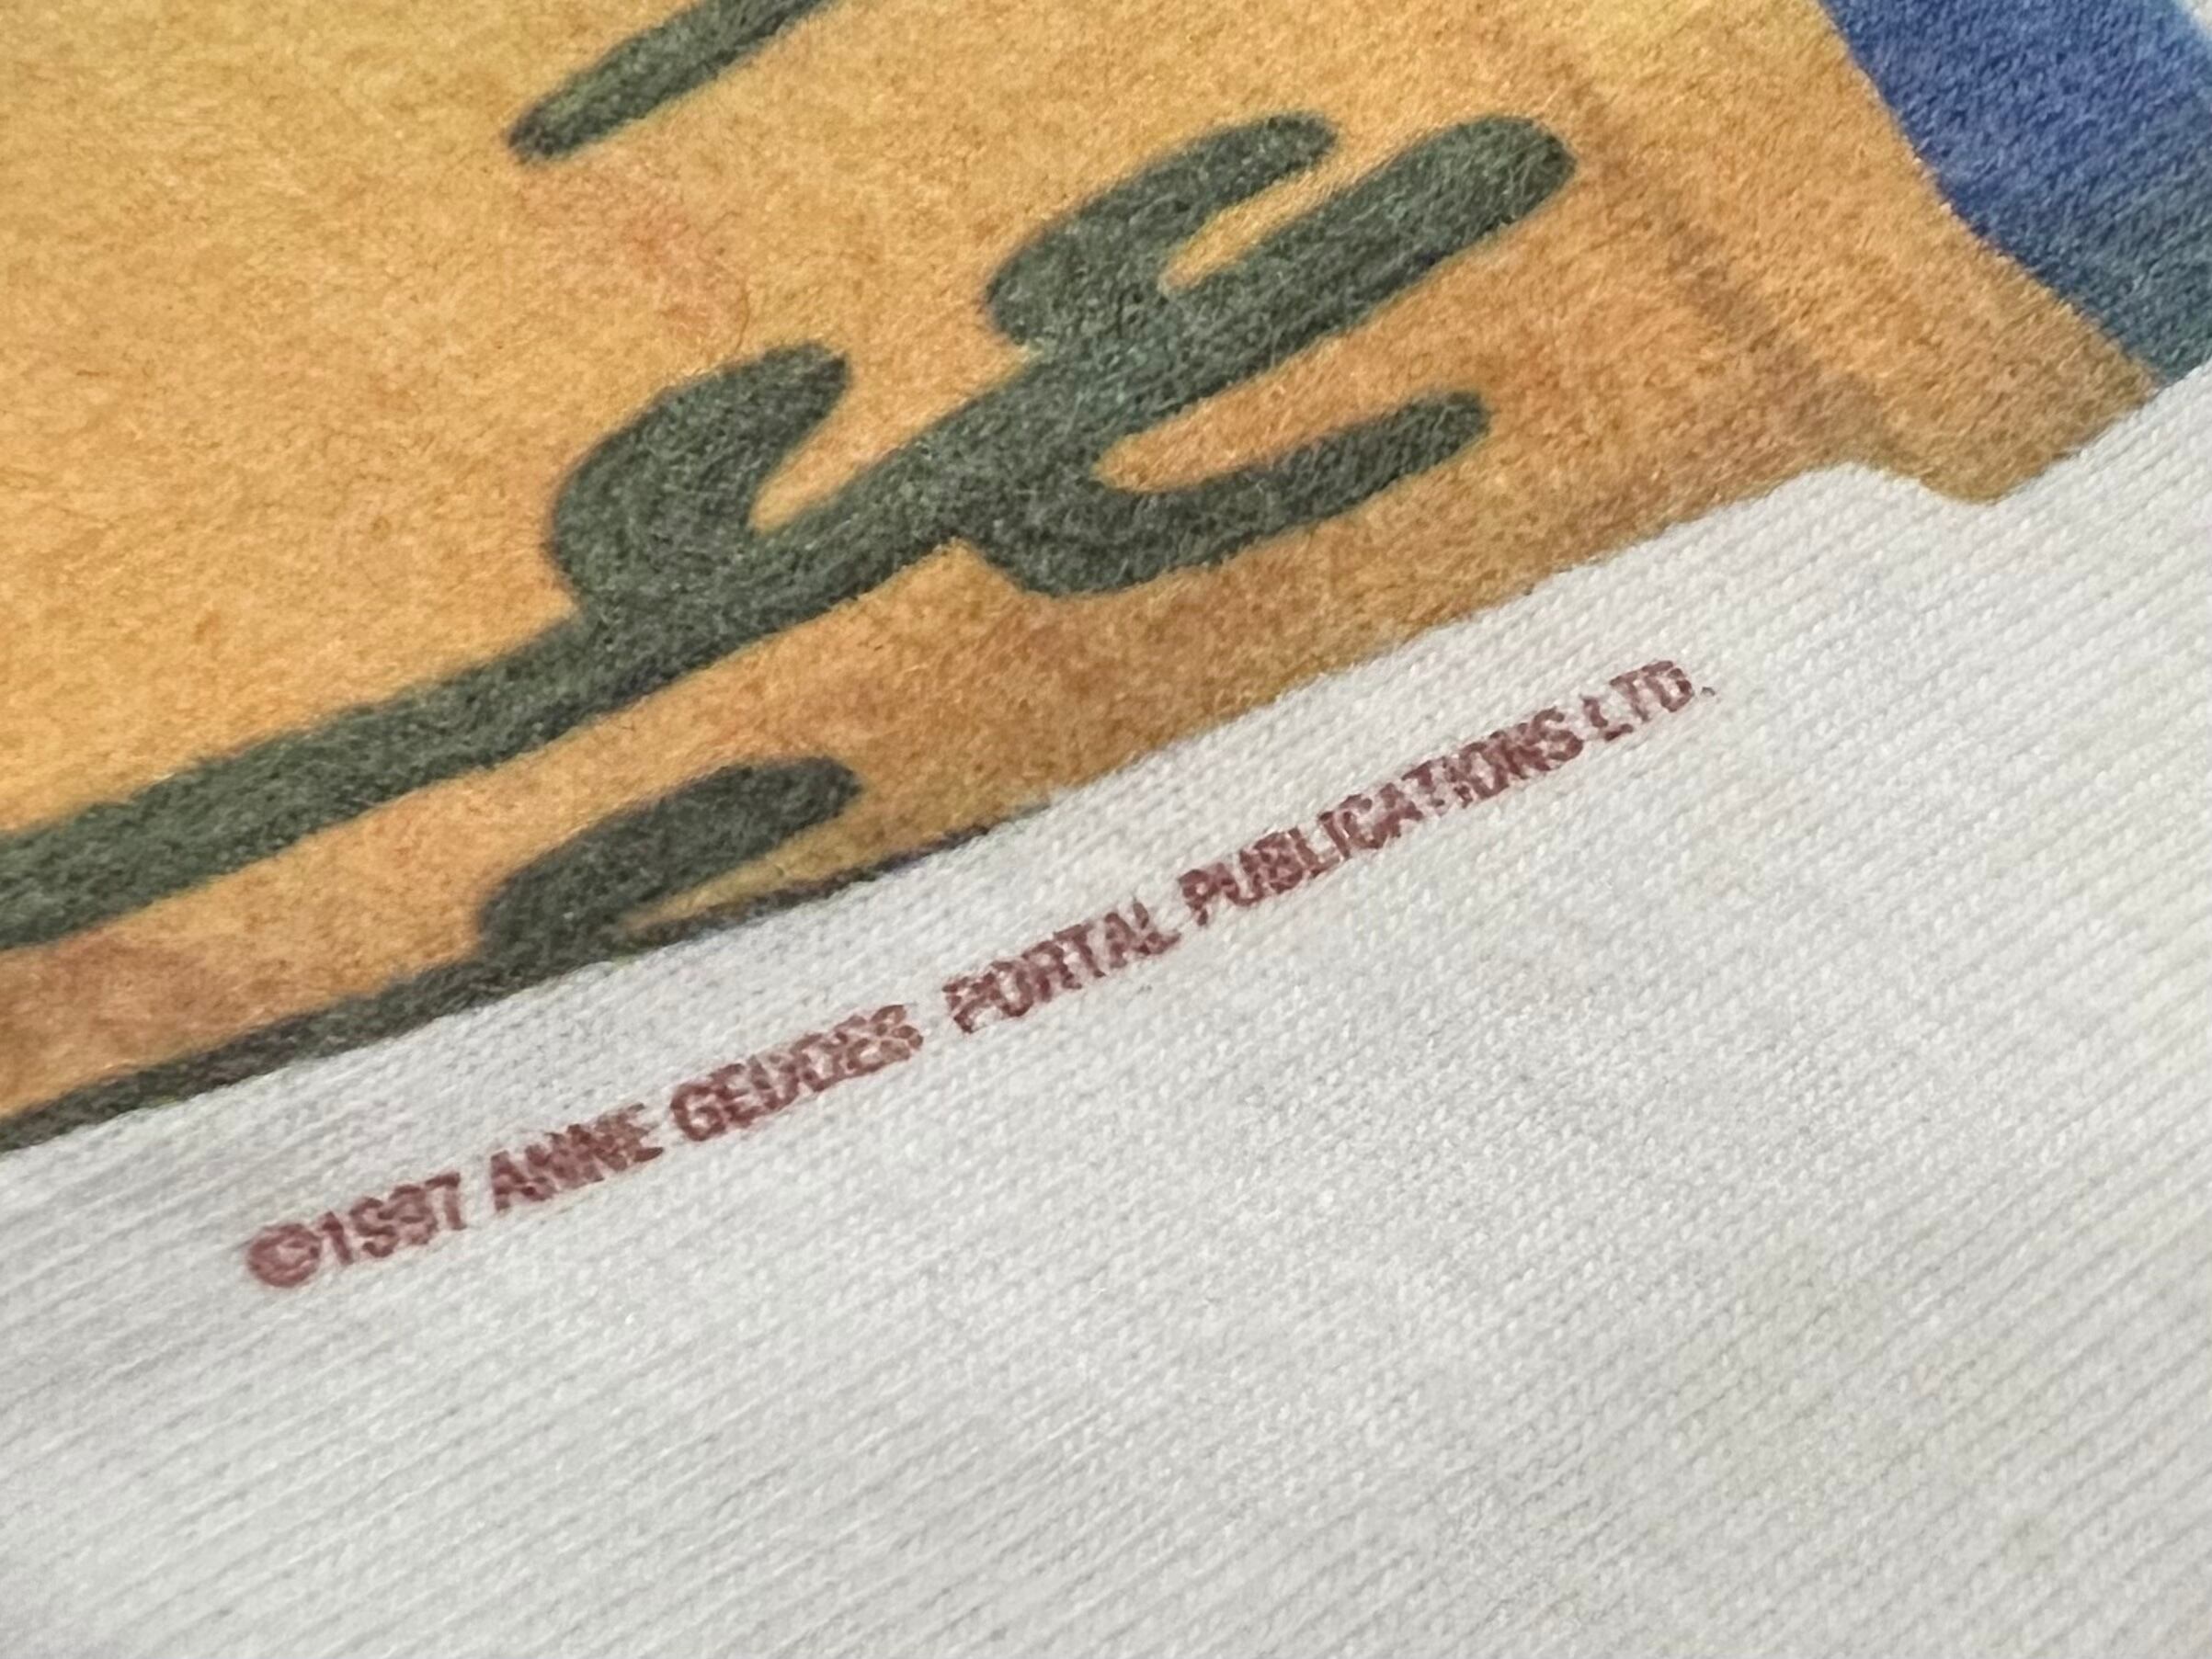 ©1997 ANNE GEDDES PORTAL PUBLICATIONS LTD.